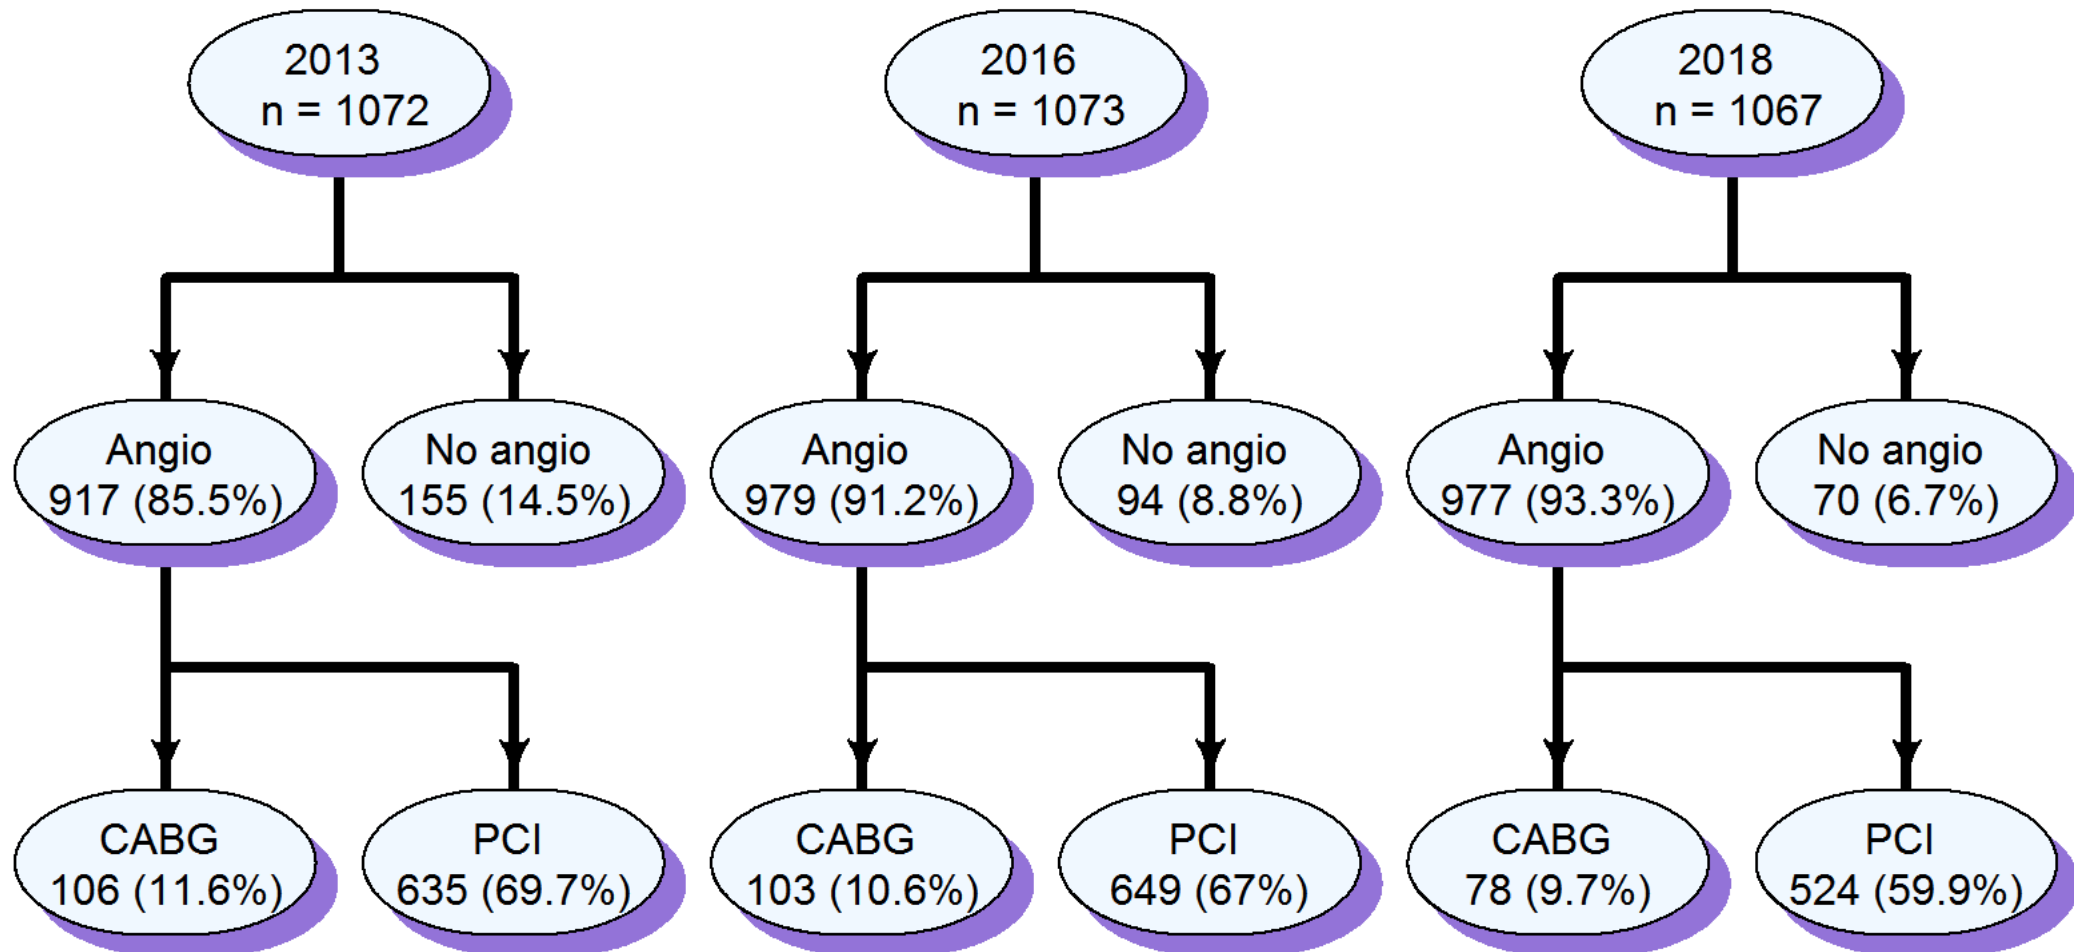 2013
n = 1072
2016
n = 1073
2018
n = 1067
Angio
917 (85.5%)
No angio
155 (14.5%)
Angio
979 (91.2%)
No angio
94 (8.8%)
Angio
977 (93.3%)
No angio
70 (6.7%)
CABG
106 (11.6%)
PCI
635 (69.7%)
CABG
103 (10.6%)
PCI
649 (67%)
CABG
78 (9.7%)
PCI
524 (59.9%)